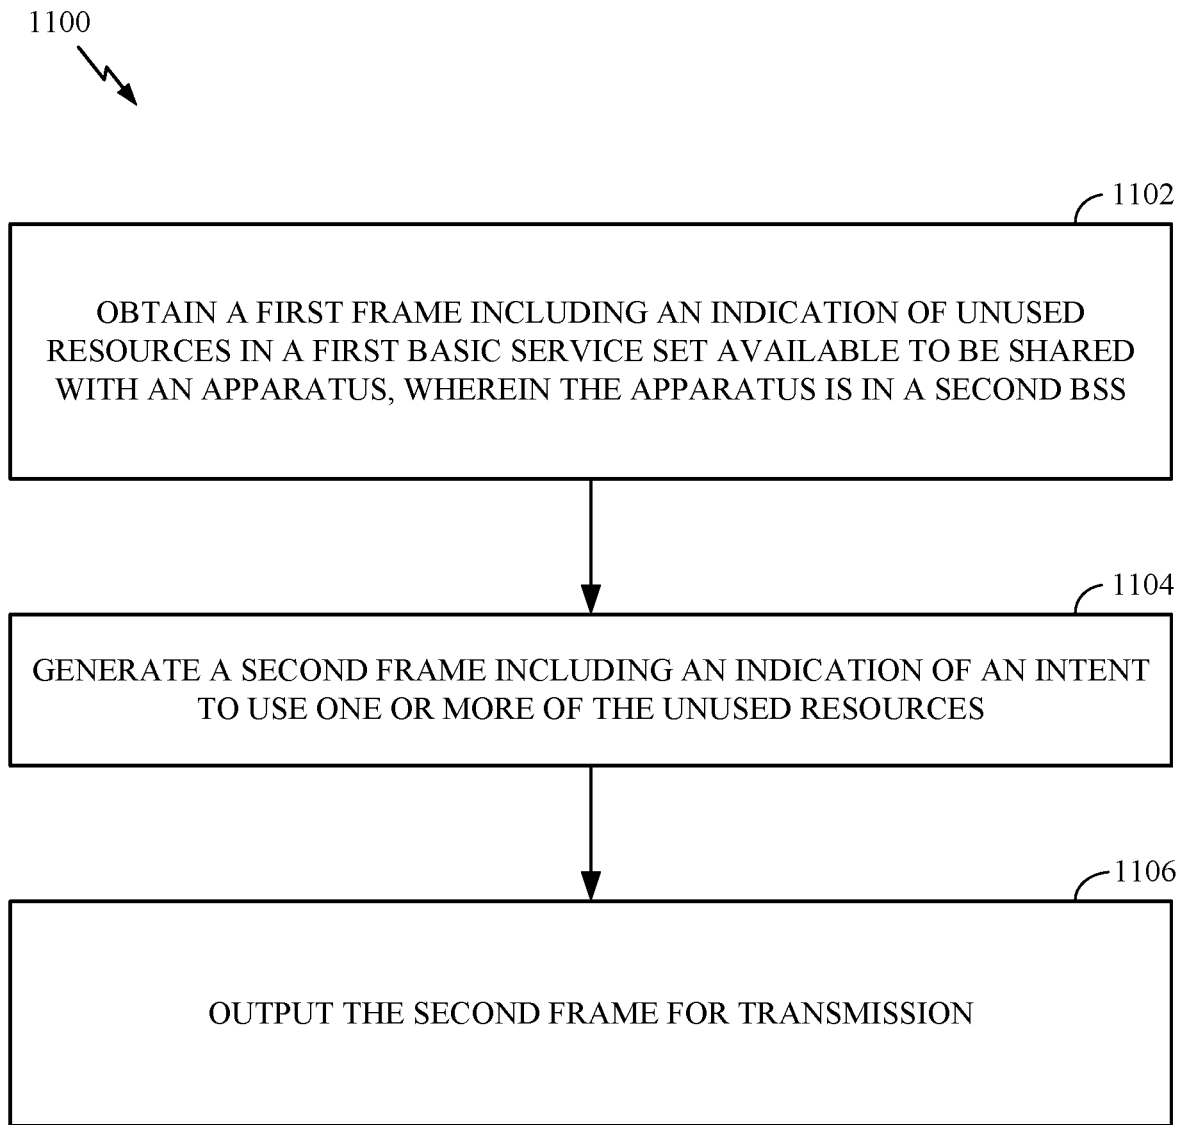 1100
1102
OBTAIN A FIRST FRAME INCLUDING AN INDICATION OF UNUSED
RESOURCES IN A FIRST BASIC SERVICE SET AVAILABLE TO BE SHARED
WITH AN APPARATUS, WHEREIN THE APPARATUS IS IN A SECOND BSS
1104
GENERATE A SECOND FRAME INCLUDING AN INDICATION OF AN INTENT
TO USE ONE OR MORE OF THE UNUSED RESOURCES
1106
OUTPUT THE SECOND FRAME FOR TRANSMISSION